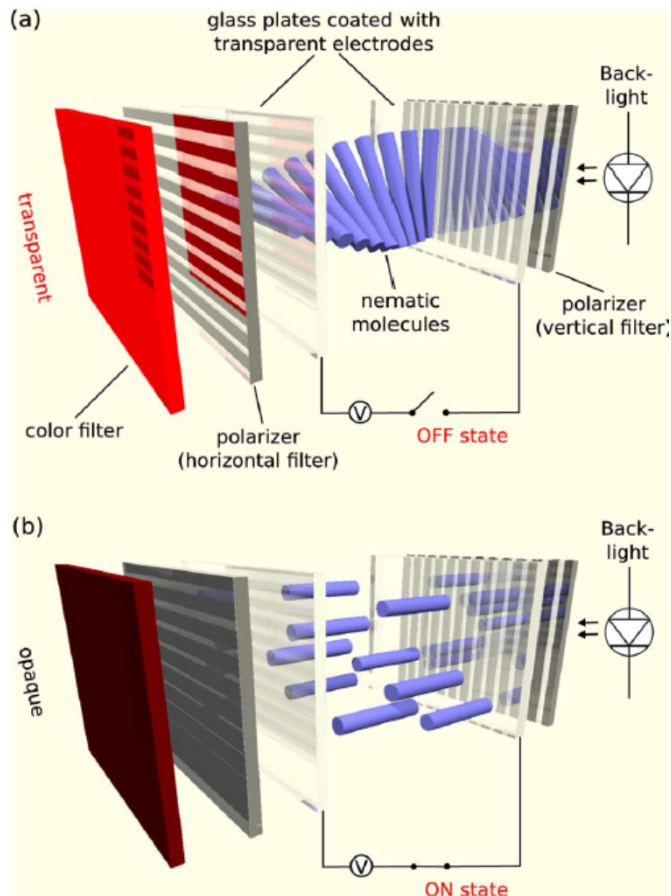 (a)
glass plates coated with
transparent electrodes
Back-
light
transparent
nematic
molecules
polarizer
(vertical filter)
color filter
polarizer
(horizontal filter)
V
OFF state
(b)
Back-
light
opaque
V
ON state